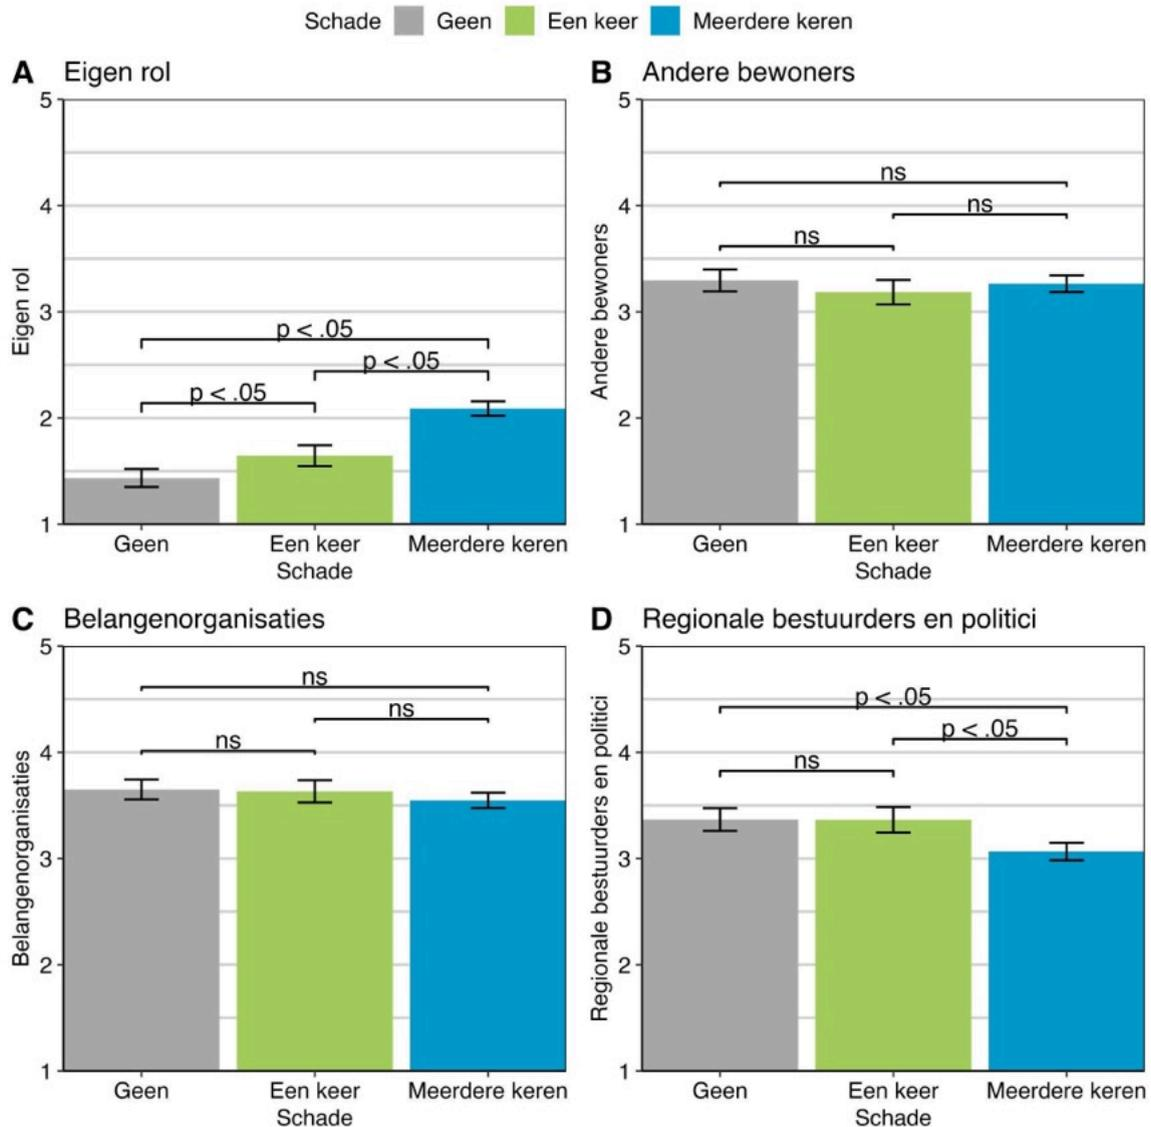 Schade Geen Een keer Meerdere keren
A Eigen rol
5
4
3
2
1
Eigen rol
p < .05
p < .05
p < .05
Geen Een keer Meerdere keren
Schade
B Andere bewoners
5
4
3
2
1
Andere bewoners
ns
ns
ns
Geen Een keer Meerdere keren
Schade
C Belangenorganisaties
5
4
3
2
1
Belangenorganisaties
ns
ns
ns
Geen Een keer Meerdere keren
Schade
D Regionale bestuurders en politici
5
4
3
2
1
Regionale bestuurders en politici
p < .05
p < .05
ns
Geen Een keer Meerdere keren
Schade